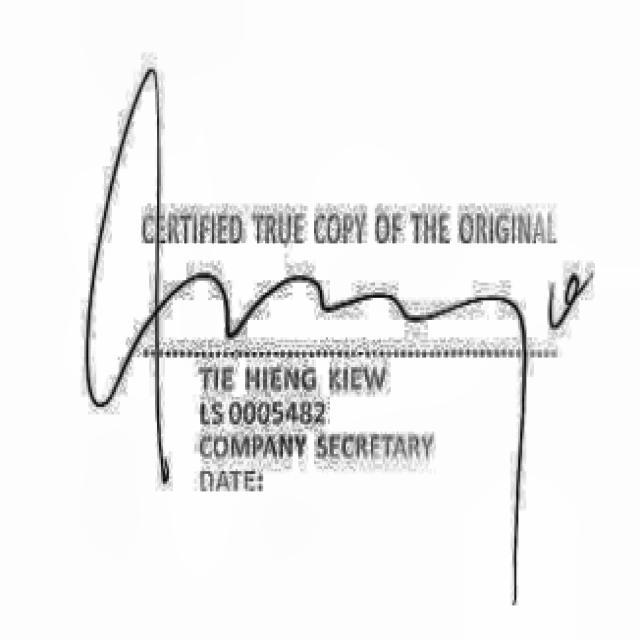 CERTIFIED TRUE COPY OF THE ORIGINAL
TIE HIENG KIEW
LS 0005482
COMPANY SECRETARY
DATE: